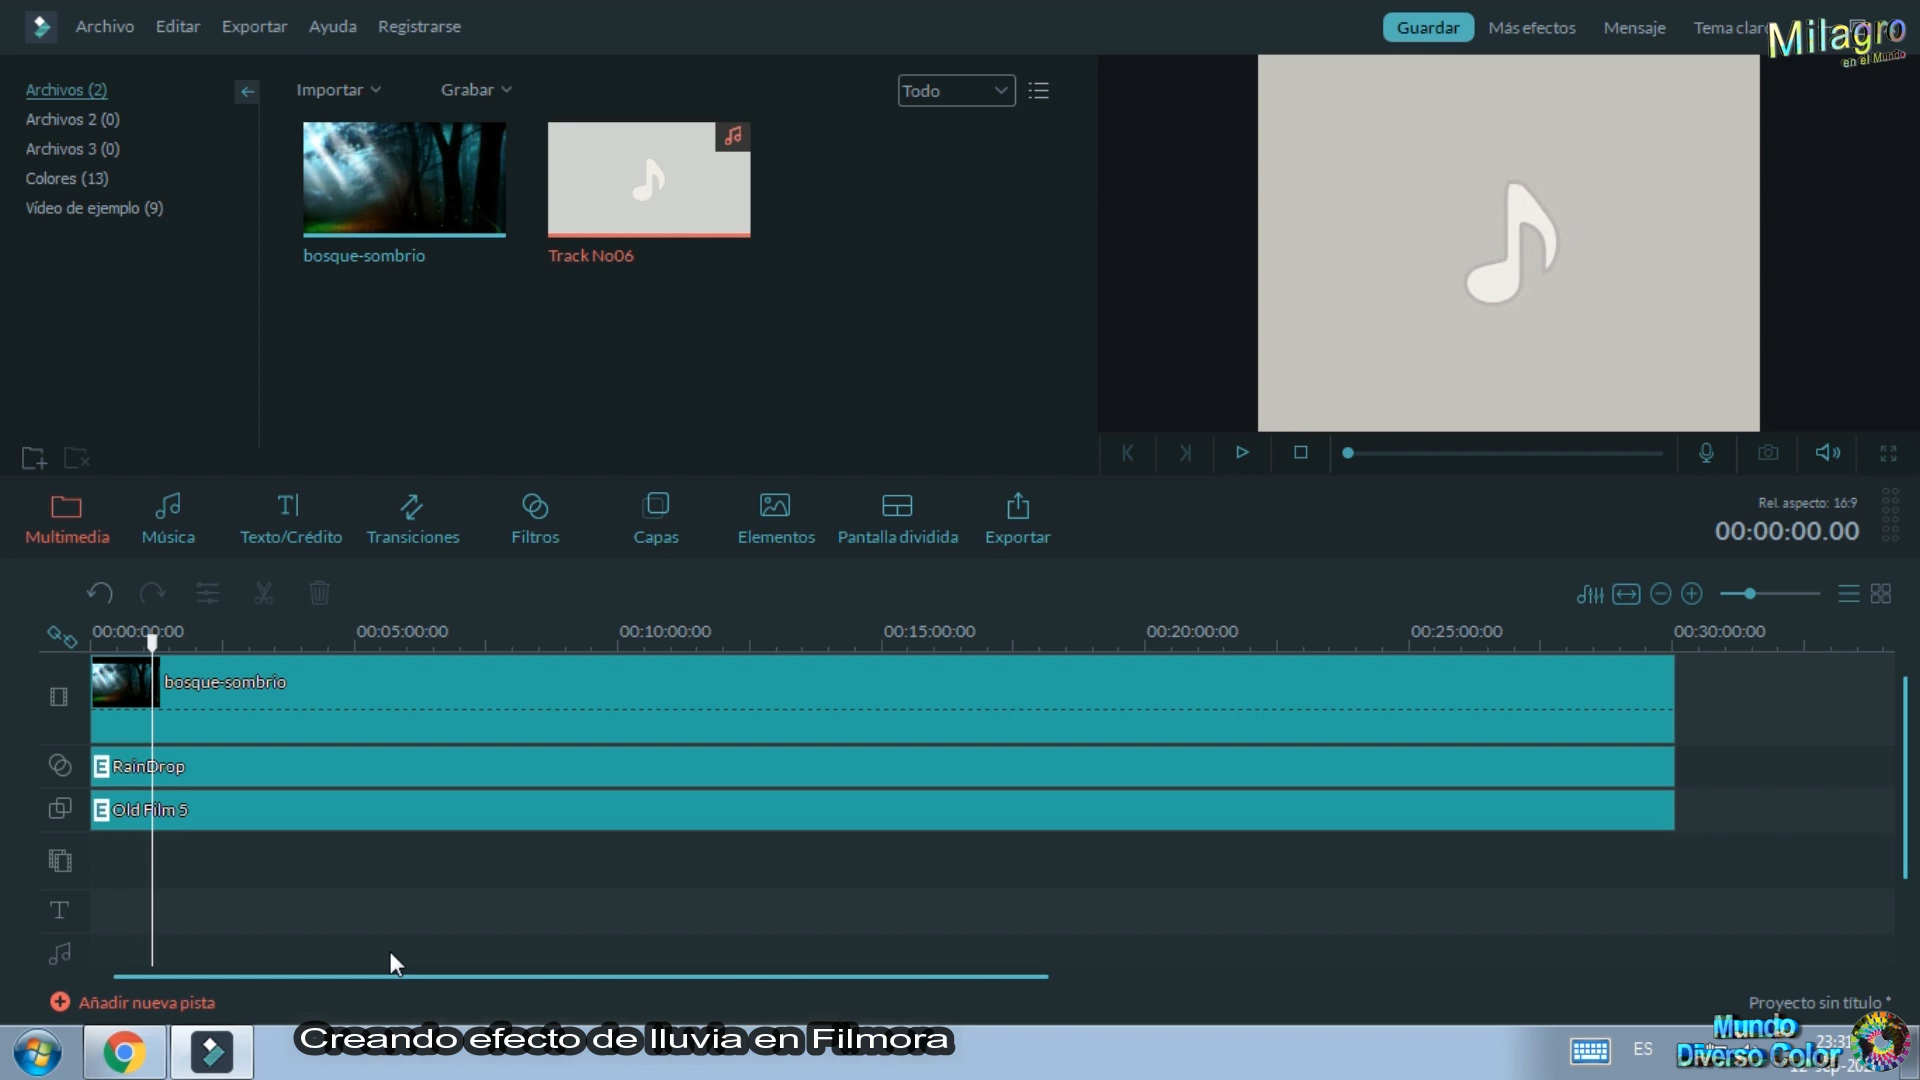 Archivo Editar Exportar Ayuda Registrarse
Guardar Más efectos Mensaje Tema claro
Milagro
en el Mundo
Archivos (2)
Archivos 2 (0)
Archivos 3 (0)
Colores (13)
Vídeo de ejemplo (9)
Importar Grabar Todo
bosque-sombrio Track No06
Multimedia Música Texto/Crédito Transiciones Filtros Capas Elementos Pantalla dividida Exportar
Rel. aspecto: 16:9
00:00:00.00
00:00:00:00 00:05:00:00 00:10:00:00 00:15:00:00 00:20:00:00 00:25:00:00 00:30:00:00
bosque-sombrio
E RainDrop
E Old Film 5
Añadir nueva pista
Proyecto sin título *
Creando efecto de lluvia en Filmora
ES
Mundo
Diverso Color
23:31